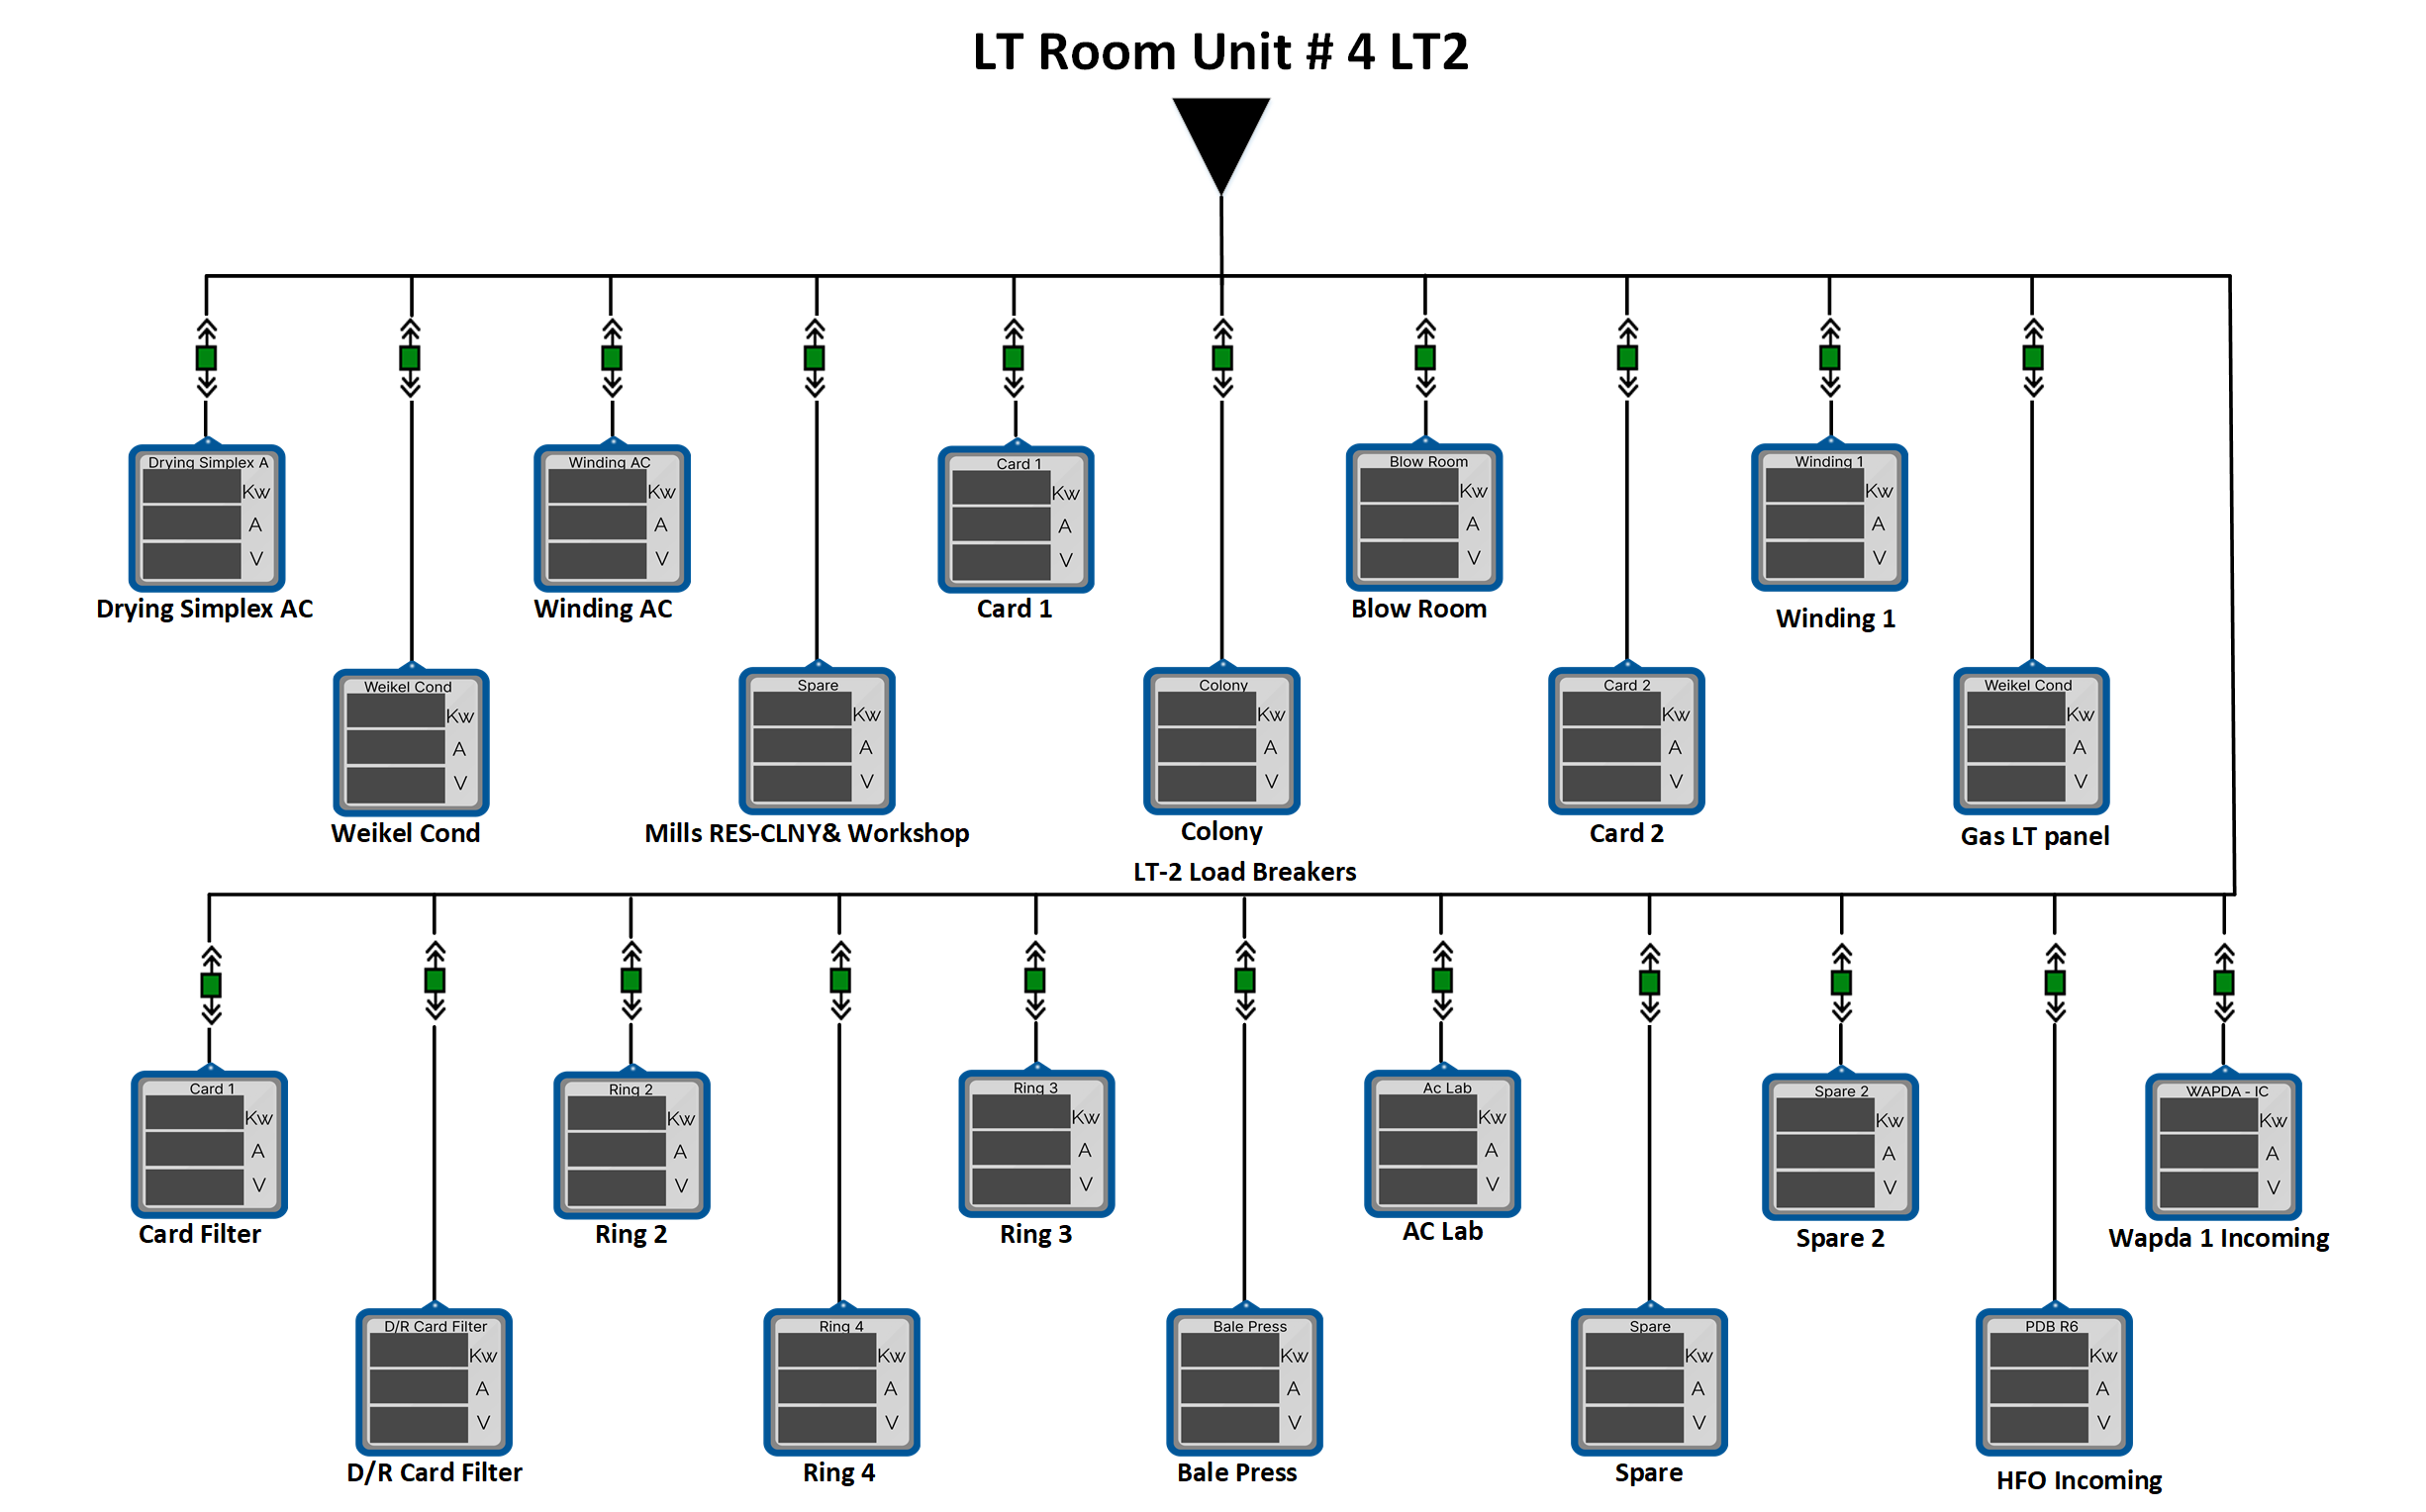 LT Room Unit # 4 LT2
Drying Simplex A
Kw
A
V
Drying Simplex AC
Winding AC
Kw
A
V
Winding AC
Card 1
Kw
A
V
Card 1
Blow Room
Kw
A
V
Blow Room
Winding 1
Kw
A
V
Winding 1
Weikel Cond
Kw
A
V
Weikel Cond
Spare
Kw
A
V
Mills RES-CLNY& Workshop
Colony
Kw
A
V
Colony
Card 2
Kw
A
V
Card 2
Weikel Cond
Kw
A
V
Gas LT panel
LT-2 Load Breakers
Card 1
Kw
A
V
Card Filter
Ring 2
Kw
A
V
Ring 2
Ring 3
Kw
A
V
Ring 3
Ac Lab
Kw
A
V
AC Lab
Spare 2
Kw
A
V
Spare 2
WAPDA - IC
Kw
A
V
Wapda 1 Incoming
D/R Card Filter
Kw
A
V
D/R Card Filter
Ring 4
Kw
A
V
Ring 4
Bale Press
Kw
A
V
Bale Press
Spare
Kw
A
V
Spare
PDB R6
Kw
A
V
HFO Incoming